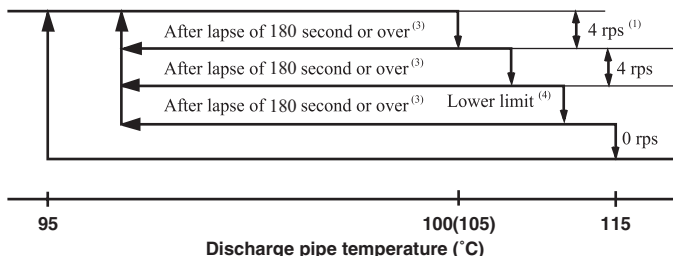 After lapse of 180 second or over(3)
4 rps(1)
After lapse of 180 second or over(3)
4 rps
After lapse of 180 second or over(3)
Lower limit(4)
0 rps
95
100(105)
115
Discharge pipe temperature (˚C)